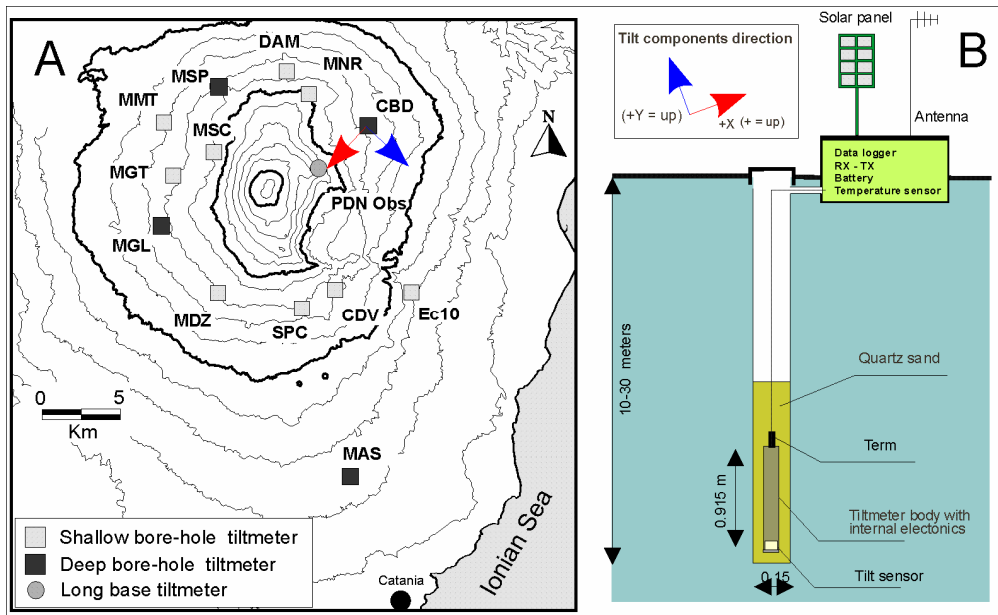 A
DAM
MNR
MSP
MMT
CBD
MSC
N
MGT
PDN Obs
MGL
MDZ
SPC
CDV
Ec10
0 5
Km
MAS
Ionian Sea
Catania
Shallow bore-hole tiltmeter
Deep bore-hole tiltmeter
Long base tiltmeter
B
Solar panel
Tilt components direction
(+Y = up)
+X (+ = up)
Antenna
Data logger
RX - TX
Battery
Temperature sensor
10-30 meters
Quartz sand
Term
0.915 m
Tiltmeter body with
internal electonics
Tilt sensor
0.15